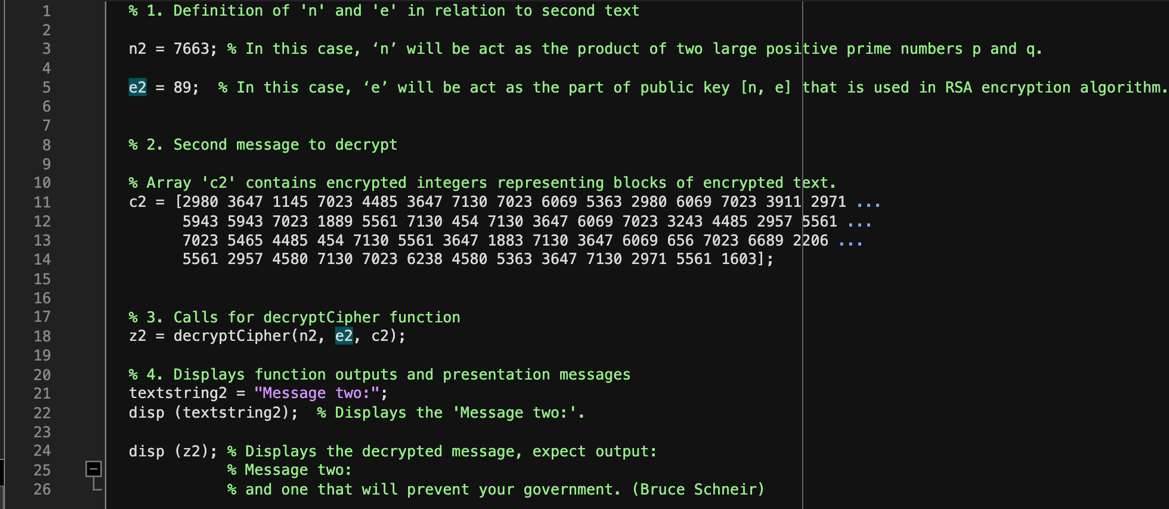 1 % 1. Definition of 'n' and 'e' in relation to second text
2
3 n2 = 7663; % In this case, ‘n’ will be act as the product of two large positive prime numbers p and q.
4
5 e2 = 89;  % In this case, ‘e’ will be act as the part of public key [n, e] that is used in RSA encryption algorithm.
6
7
8 % 2. Second message to decrypt
9
10 % Array 'c2' contains encrypted integers representing blocks of encrypted text.
11 c2 = [2980 3647 1145 7023 4485 3647 7130 7023 6069 5363 2980 6069 7023 3911 2971 ...
12 5943 5943 7023 1889 5561 7130 454 7130 3647 6069 7023 3243 4485 2957 5561 ...
13 7023 5465 4485 454 7130 5561 3647 1883 7130 3647 6069 656 7023 6689 2206 ...
14 5561 2957 4580 7130 7023 6238 4580 5363 3647 7130 2971 5561 1603];
15
16
17 % 3. Calls for decryptCipher function
18 z2 = decryptCipher(n2, e2, c2);
19
20 % 4. Displays function outputs and presentation messages
21 textstring2 = "Message two:";
22 disp (textstring2);  % Displays the 'Message two:'.
23
24 disp (z2); % Displays the decrypted message, expect output:
25 % Message two:
26 % and one that will prevent your government. (Bruce Schneir)